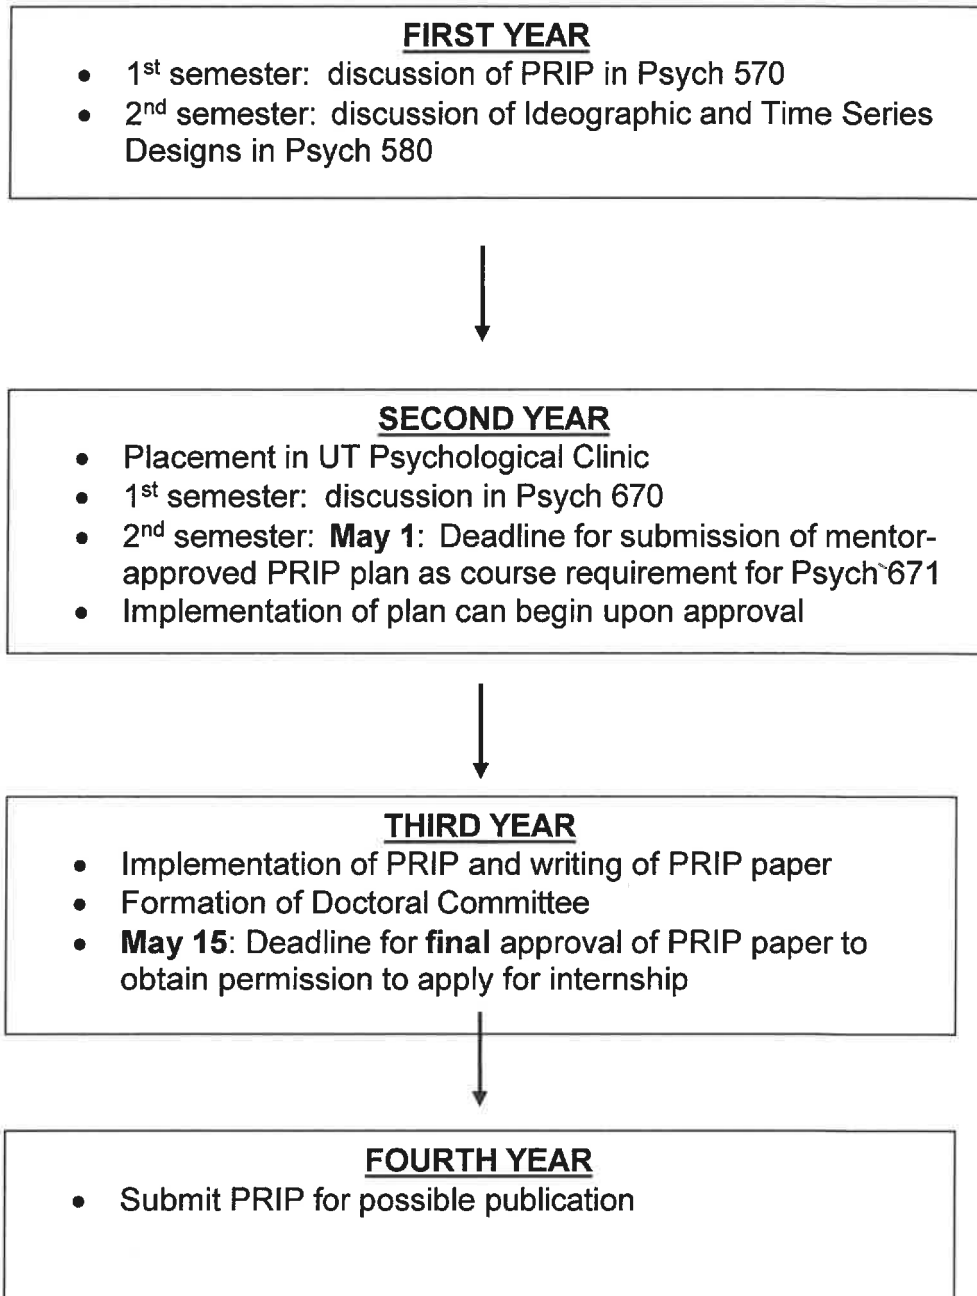 FIRST YEAR
• 1st semester: discussion of PRIP in Psych 570
• 2nd semester: discussion of Ideographic and Time Series
Designs in Psych 580
SECOND YEAR
• Placement in UT Psychological Clinic
• 1st semester: discussion in Psych 670
• 2nd semester: May 1: Deadline for submission of mentor-
approved PRIP plan as course requirement for Psych 671
• Implementation of plan can begin upon approval
THIRD YEAR
• Implementation of PRIP and writing of PRIP paper
• Formation of Doctoral Committee
• May 15: Deadline for final approval of PRIP paper to
obtain permission to apply for internship
FOURTH YEAR
• Submit PRIP for possible publication